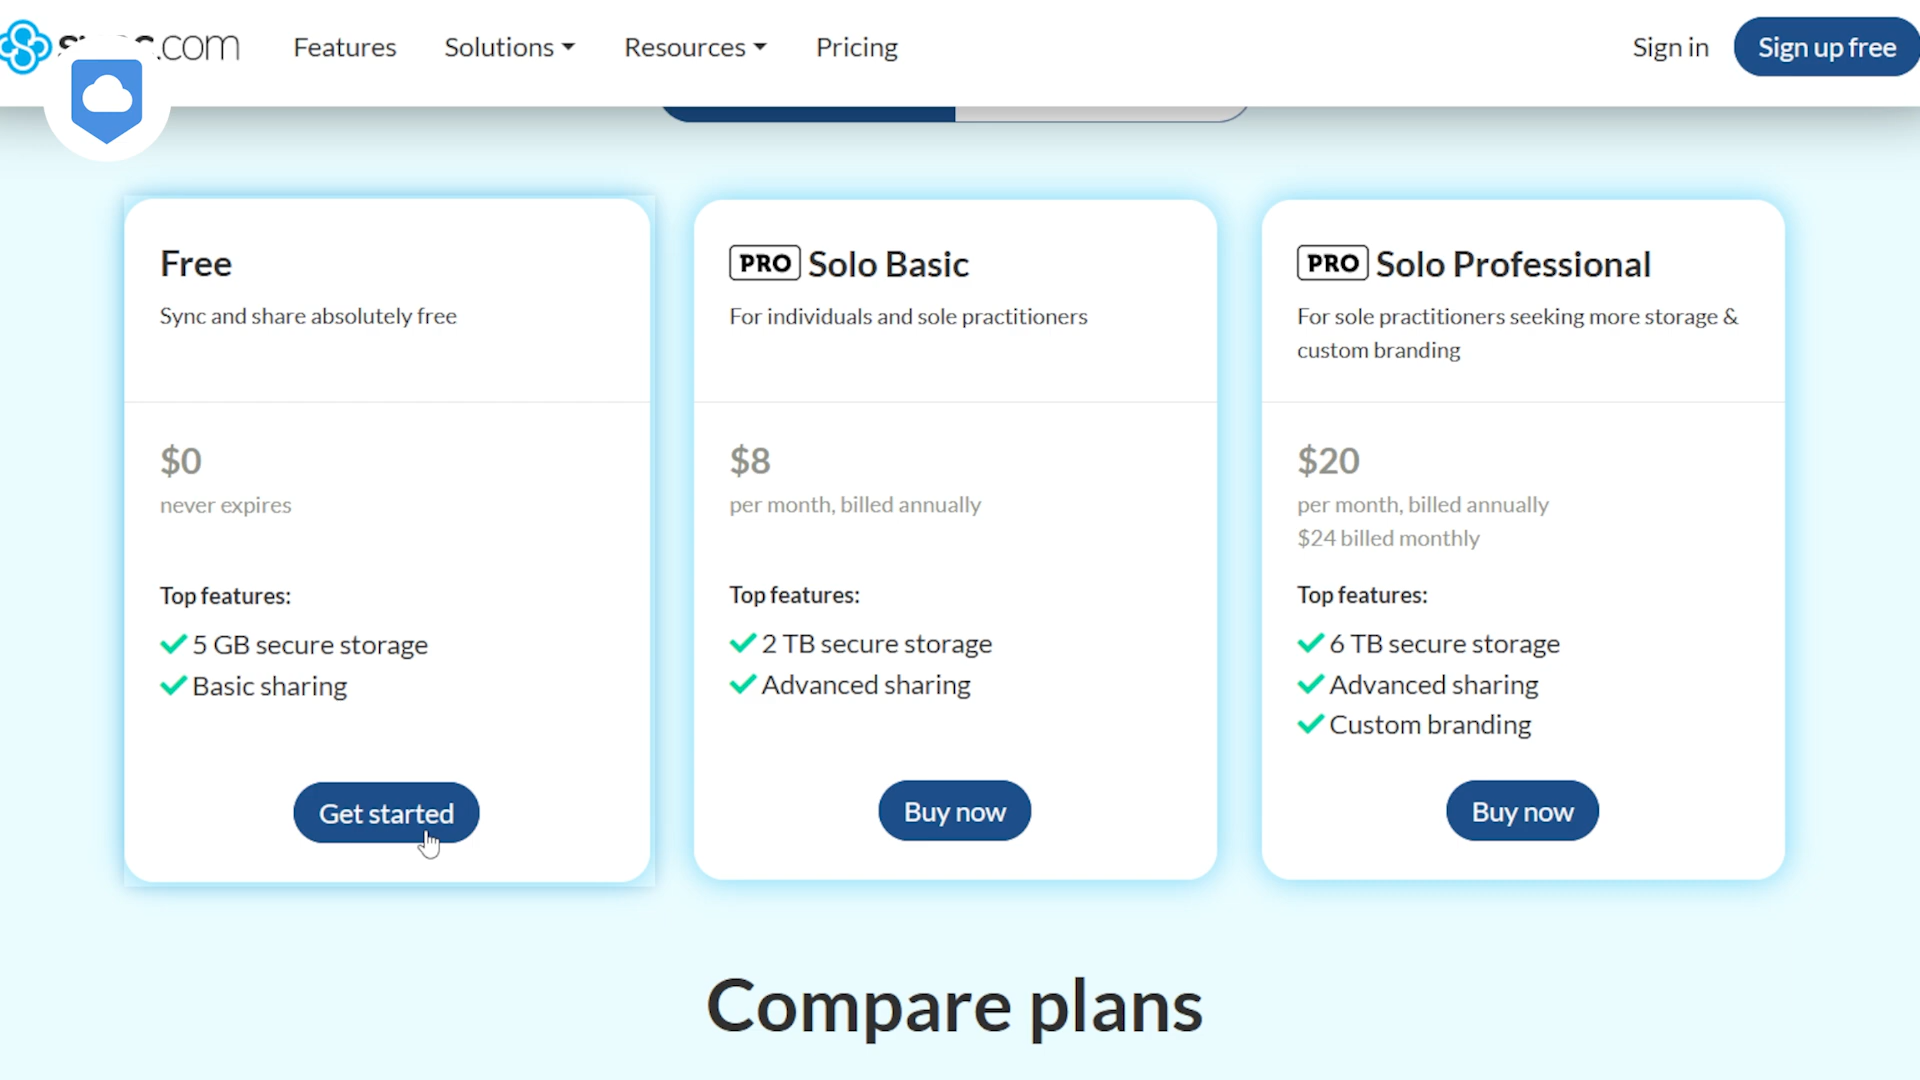 .com Features Solutions Resources Pricing Sign in Sign up free
Free
Sync and share absolutely free
$0
never expires
Top features:
5 GB secure storage
Basic sharing
Get started
PRO Solo Basic
For individuals and sole practitioners
$8
per month, billed annually
Top features:
2 TB secure storage
Advanced sharing
Buy now
PRO Solo Professional
For sole practitioners seeking more storage &
custom branding
$20
per month, billed annually
$24 billed monthly
Top features:
6 TB secure storage
Advanced sharing
Custom branding
Buy now
Compare plans